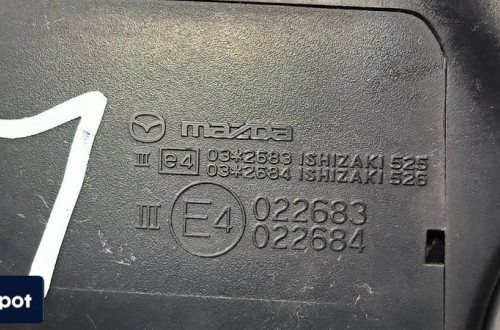 mazda
III e4 03*2683 ISHIZAKI 525
03*2684 ISHIZAKI 526
III E4 022683
022684
pot